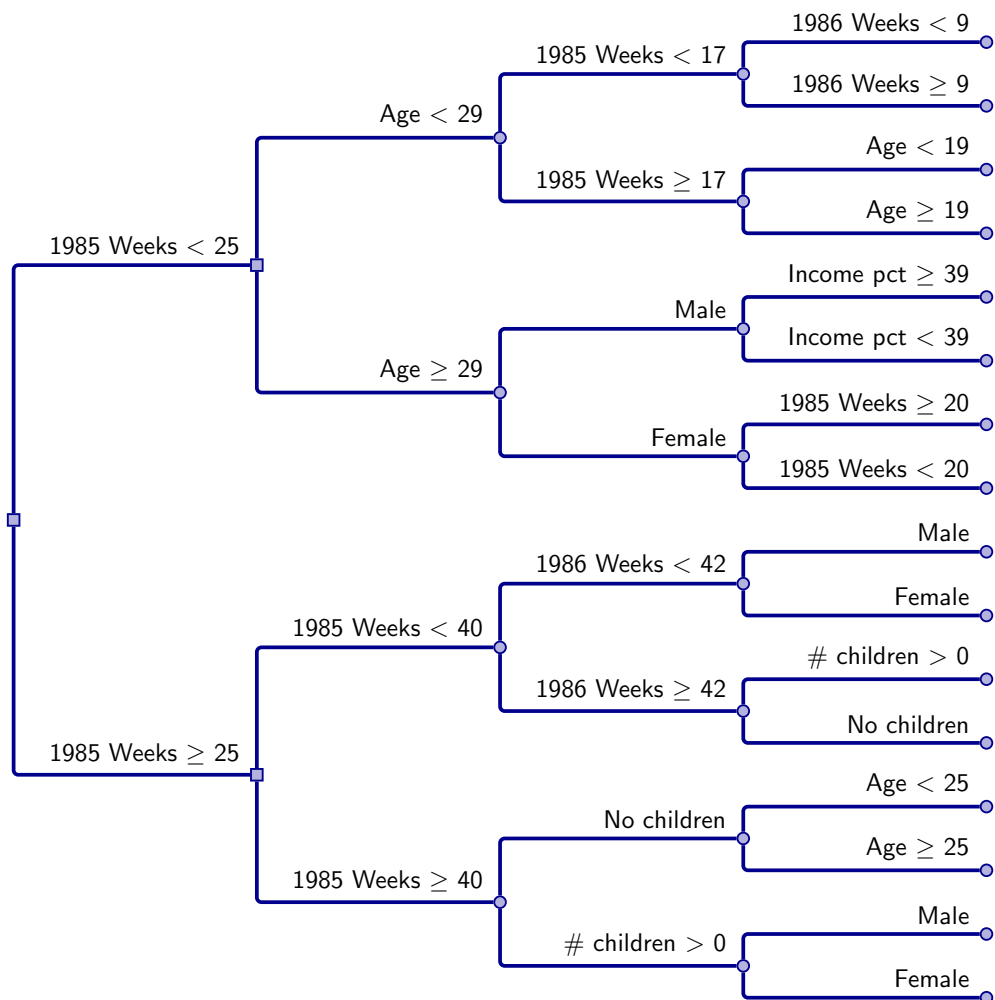 1986 Weeks < 9
1985 Weeks < 17
1986 Weeks ≥ 9
Age < 29
Age < 19
1985 Weeks ≥ 17
Age ≥ 19
1985 Weeks < 25
Income pct ≥ 39
Male
Income pct < 39
Age ≥ 29
1985 Weeks ≥ 20
Female
1985 Weeks < 20
Male
1986 Weeks < 42
Female
1985 Weeks < 40
# children > 0
1986 Weeks ≥ 42
No children
1985 Weeks ≥ 25
Age < 25
No children
Age ≥ 25
1985 Weeks ≥ 40
Male
# children > 0
Female